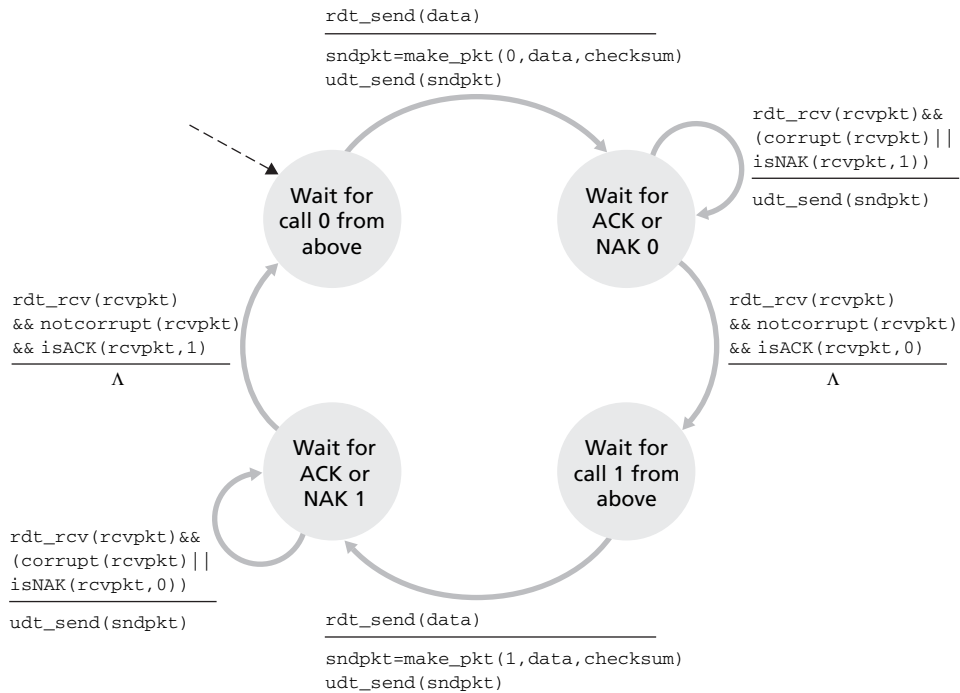 rdt_send(data)
sndpkt=make_pkt(0,data,checksum)
udt_send(sndpkt)
rdt_rcv(rcvpkt)&&
(corrupt(rcvpkt)||
isNAK(rcvpkt,1))
udt_send(sndpkt)
Wait for
call 0 from
above
Wait for
ACK or
NAK 0
rdt_rcv(rcvpkt)
&& notcorrupt(rcvpkt)
&& isACK(rcvpkt,1)
Λ
rdt_rcv(rcvpkt)
&& notcorrupt(rcvpkt)
&& isACK(rcvpkt,0)
Λ
Wait for
ACK or
NAK 1
Wait for
call 1 from
above
rdt_rcv(rcvpkt)&&
(corrupt(rcvpkt)||
isNAK(rcvpkt,0))
udt_send(sndpkt)
rdt_send(data)
sndpkt=make_pkt(1,data,checksum)
udt_send(sndpkt)